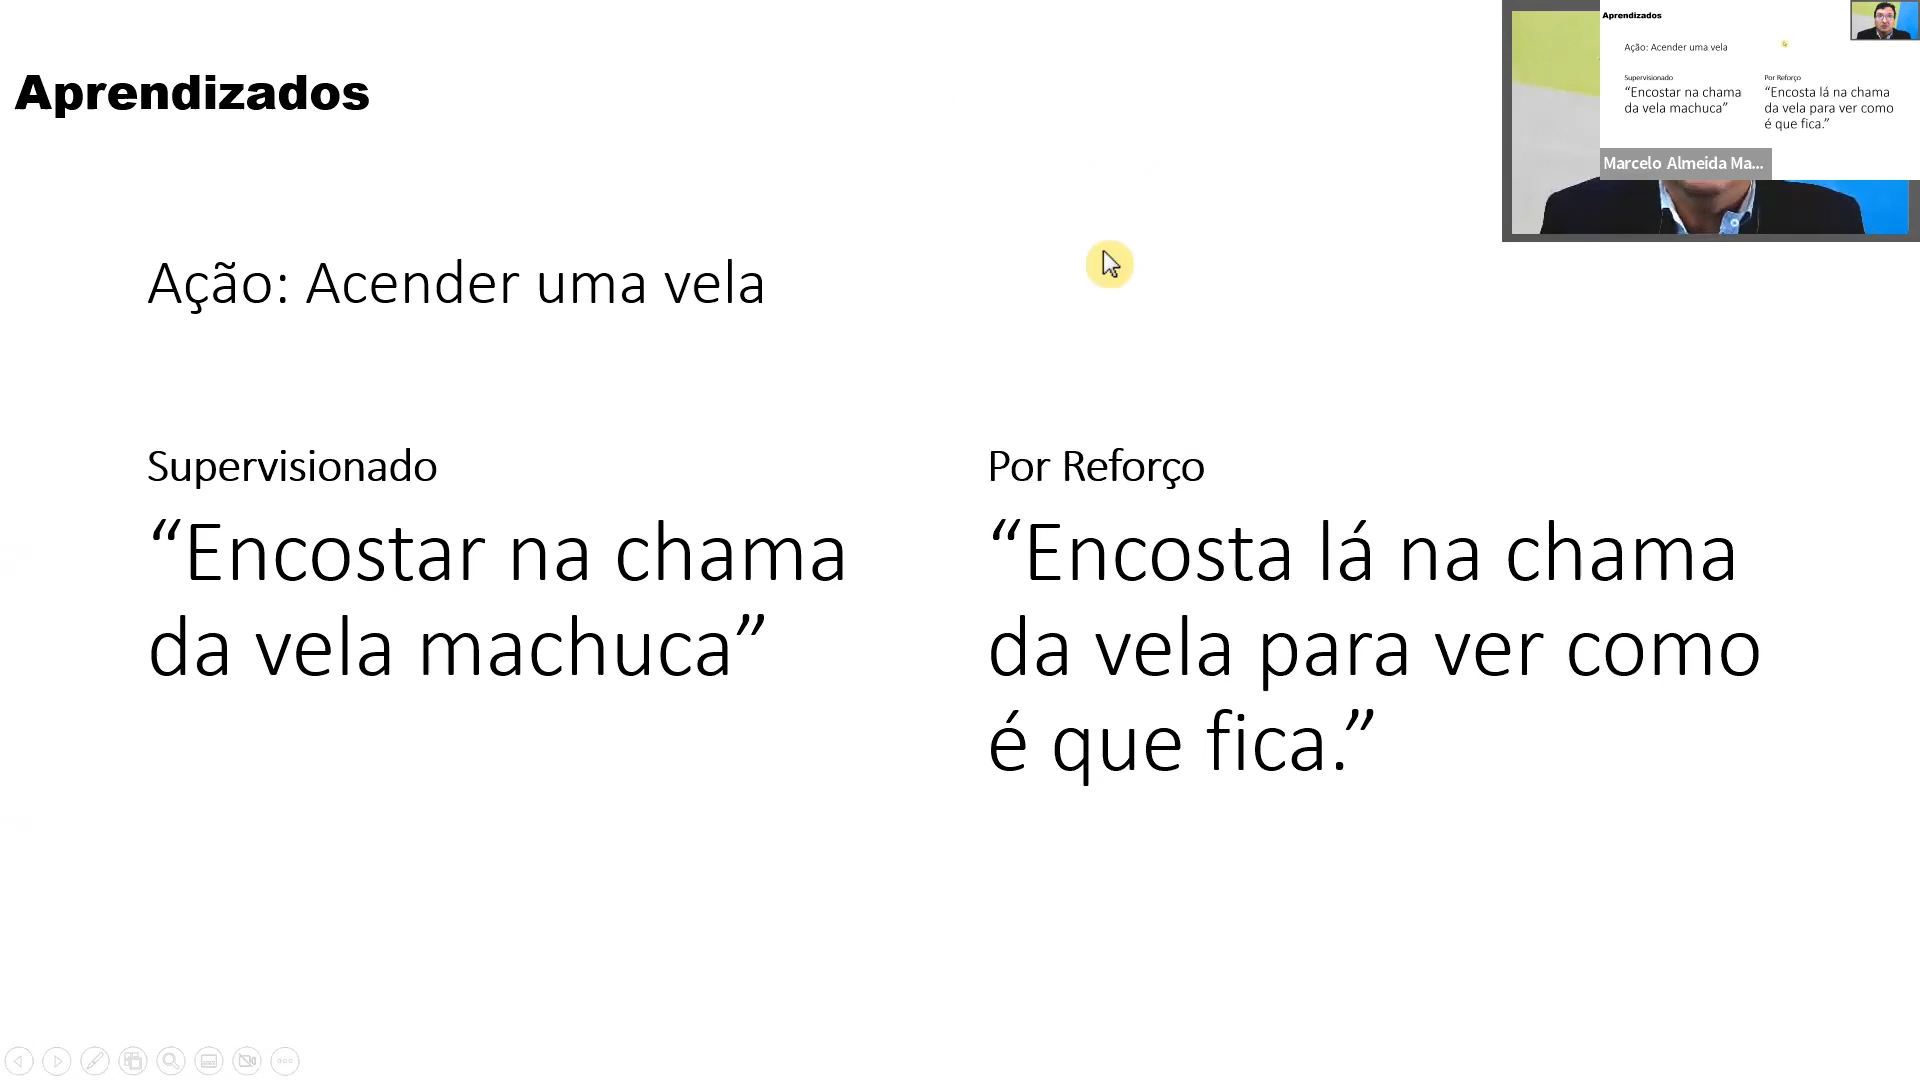 Aprendizados
Ação: Acender uma vela
Supervisionado
“Encostar na chama
da vela machuca”
Por Reforço
“Encosta lá na chama
da vela para ver como
é que fica.”
Aprendizados
Ação: Acender uma vela
Supervisionado
“Encostar na chama
da vela machuca”
Por Reforço
“Encosta lá na chama
da vela para ver como
é que fica.”
Marcelo Almeida Ma...